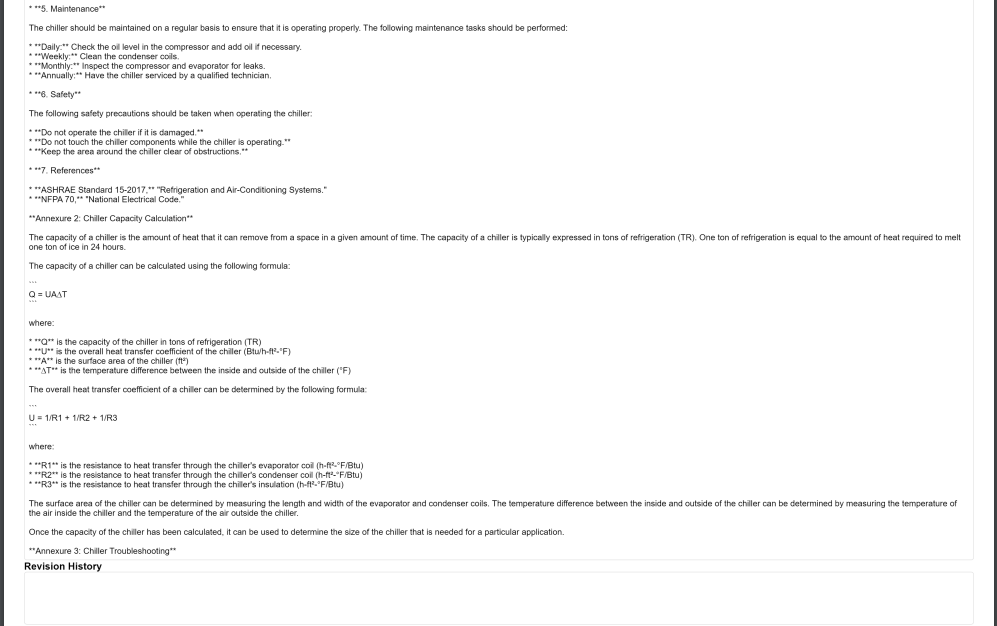 * **5. Maintenance**
The chiller should be maintained on a regular basis to ensure that it is operating properly. The following maintenance tasks should be performed:
* **Daily:** Check the oil level in the compressor and add oil if necessary.
* **Weekly:** Clean the condenser coils.
* **Monthly:** Inspect the compressor and evaporator for leaks.
* **Annually:** Have the chiller serviced by a qualified technician.
* **6. Safety**
The following safety precautions should be taken when operating the chiller:
* **Do not operate the chiller if it is damaged.**
* **Do not touch the chiller components while the chiller is operating.**
* **Keep the area around the chiller clear of obstructions.**
* **7. References**
* **ASHRAE Standard 15-2017,** "Refrigeration and Air-Conditioning Systems."
* **NFPA 70,** "National Electrical Code."
**Annexure 2: Chiller Capacity Calculation**
The capacity of a chiller is the amount of heat that it can remove from a space in a given amount of time. The capacity of a chiller is typically expressed in tons of refrigeration (TR). One ton of refrigeration is equal to the amount of heat required to melt
one ton of ice in 24 hours.
The capacity of a chiller can be calculated using the following formula:
```
Q = UA∆T
```
where:
* **Q** is the capacity of the chiller in tons of refrigeration (TR)
* **U** is the overall heat transfer coefficient of the chiller (Btu/h-ft²-°F)
* **A** is the surface area of the chiller (ft²)
* **∆T** is the temperature difference between the inside and outside of the chiller (°F)
The overall heat transfer coefficient of a chiller can be determined by the following formula:
```
U = 1/R1 + 1/R2 + 1/R3
```
where:
* **R1** is the resistance to heat transfer through the chiller's evaporator coil (h-ft²-°F/Btu)
* **R2** is the resistance to heat transfer through the chiller's condenser coil (h-ft²-°F/Btu)
* **R3** is the resistance to heat transfer through the chiller's insulation (h-ft²-°F/Btu)
The surface area of the chiller can be determined by measuring the length and width of the evaporator and condenser coils. The temperature difference between the inside and outside of the chiller can be determined by measuring the temperature of
the air inside the chiller and the temperature of the air outside the chiller.
Once the capacity of the chiller has been calculated, it can be used to determine the size of the chiller that is needed for a particular application.
**Annexure 3: Chiller Troubleshooting**
Revision History